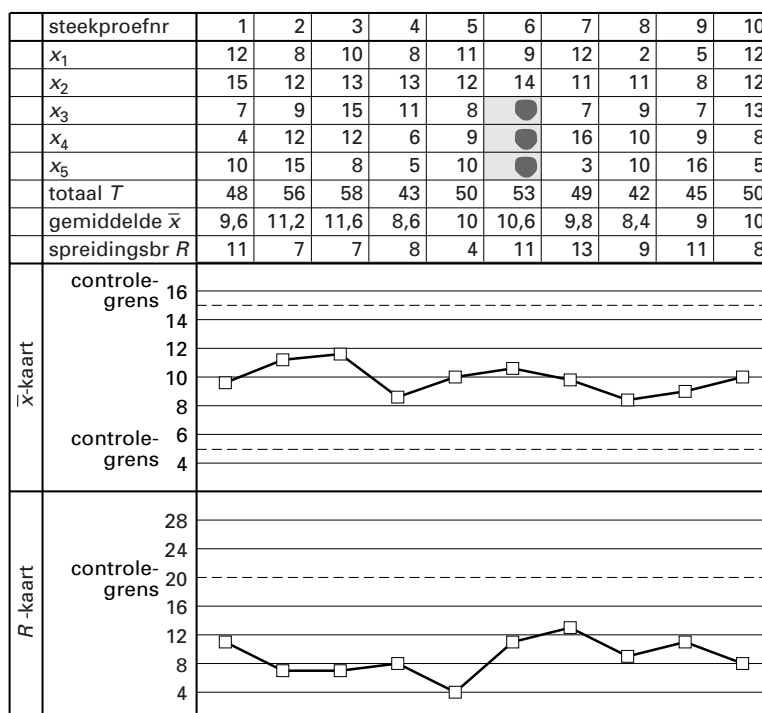 steekproefnr 1 2 3 4 5 6 7 8 9 10
x₁ 12 8 10 8 11 9 12 2 5 12
x₂ 15 12 13 13 12 14 11 11 8 12
x₃ 7 9 15 11 8 7 9 7 13
x₄ 4 12 12 6 9 16 10 9 8
x₅ 10 15 8 5 10 3 10 16 5
totaal T 48 56 58 43 50 53 49 42 45 50
gemiddelde x̅ 9,6 11,2 11,6 8,6 10 10,6 9,8 8,4 9 10
spreidingsbr R 11 7 7 8 4 11 13 9 11 8
x̅-kaart
controle-
grens
16
14
12
10
8
6
controle-
grens
4
R-kaart
28
24
controle-
grens
20
16
12
8
4